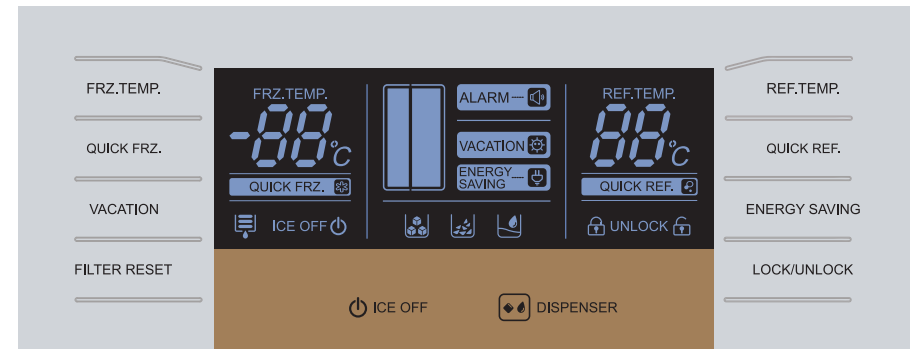 FRZ.TEMP.
QUICK FRZ.
VACATION
FILTER RESET
FRZ.TEMP.
-88°C
QUICK FRZ.
ICE OFF
ALARM
VACATION
ENERGY
SAVING
REF.TEMP.
88°C
QUICK REF.
UNLOCK
REF.TEMP.
QUICK REF.
ENERGY SAVING
LOCK/UNLOCK
ICE OFF
DISPENSER